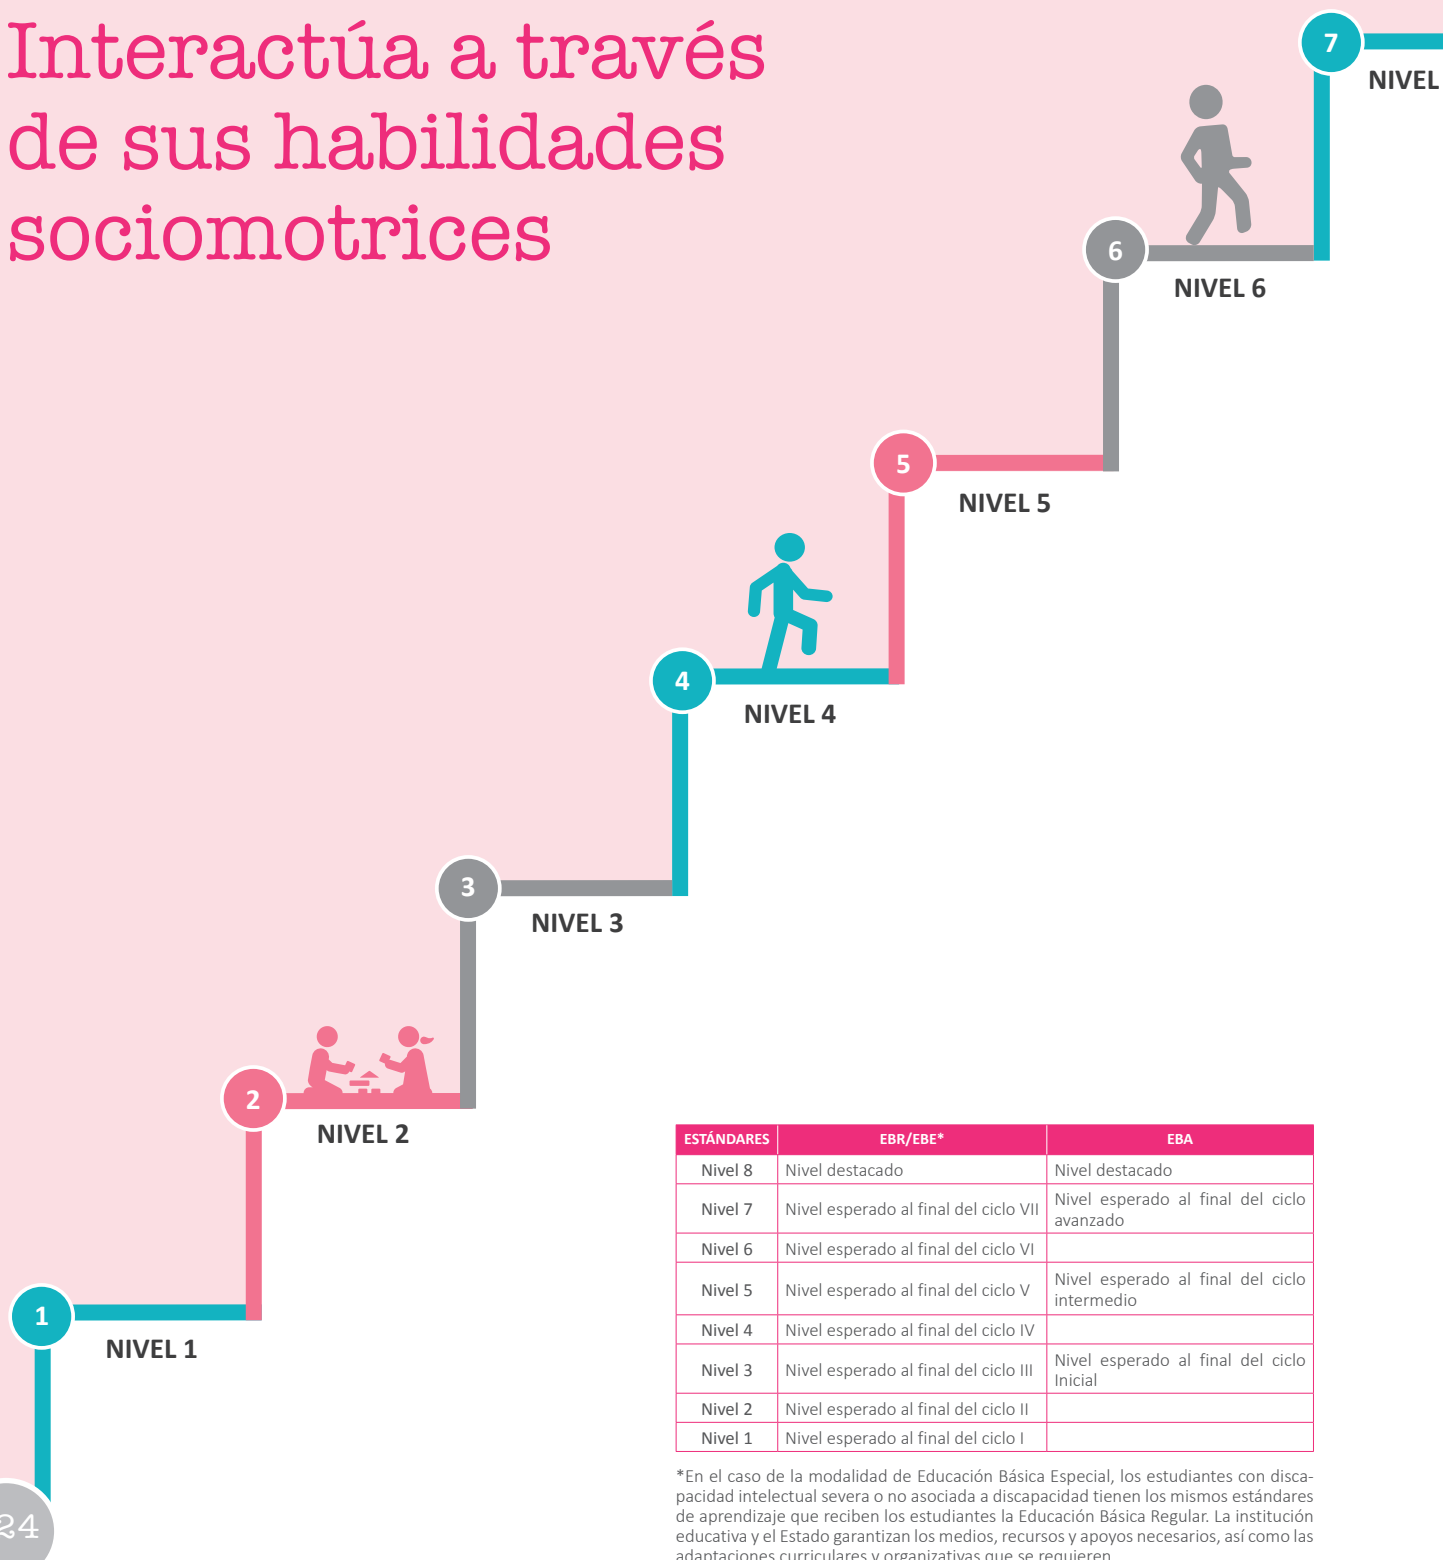 Interactúa a través
de sus habilidades
sociomotrices
7
NIVEL
6
NIVEL 6
5
NIVEL 5
4
NIVEL 4
3
NIVEL 3
2
NIVEL 2
1
NIVEL 1
ESTÁNDARES EBR/EBE* EBA
Nivel 8 Nivel destacado Nivel destacado
Nivel 7 Nivel esperado al final del ciclo VII Nivel esperado al final del ciclo
avanzado
Nivel 6 Nivel esperado al final del ciclo VI
Nivel 5 Nivel esperado al final del ciclo V Nivel esperado al final del ciclo
intermedio
Nivel 4 Nivel esperado al final del ciclo IV
Nivel 3 Nivel esperado al final del ciclo III Nivel esperado al final del ciclo
Inicial
Nivel 2 Nivel esperado al final del ciclo II
Nivel 1 Nivel esperado al final del ciclo I
*En el caso de la modalidad de Educación Básica Especial, los estudiantes con disca-
pacidad intelectual severa o no asociada a discapacidad tienen los mismos estándares
de aprendizaje que reciben los estudiantes la Educación Básica Regular. La institución
educativa y el Estado garantizan los medios, recursos y apoyos necesarios, así como las
adaptaciones curriculares y organizativas que se requieren.
24